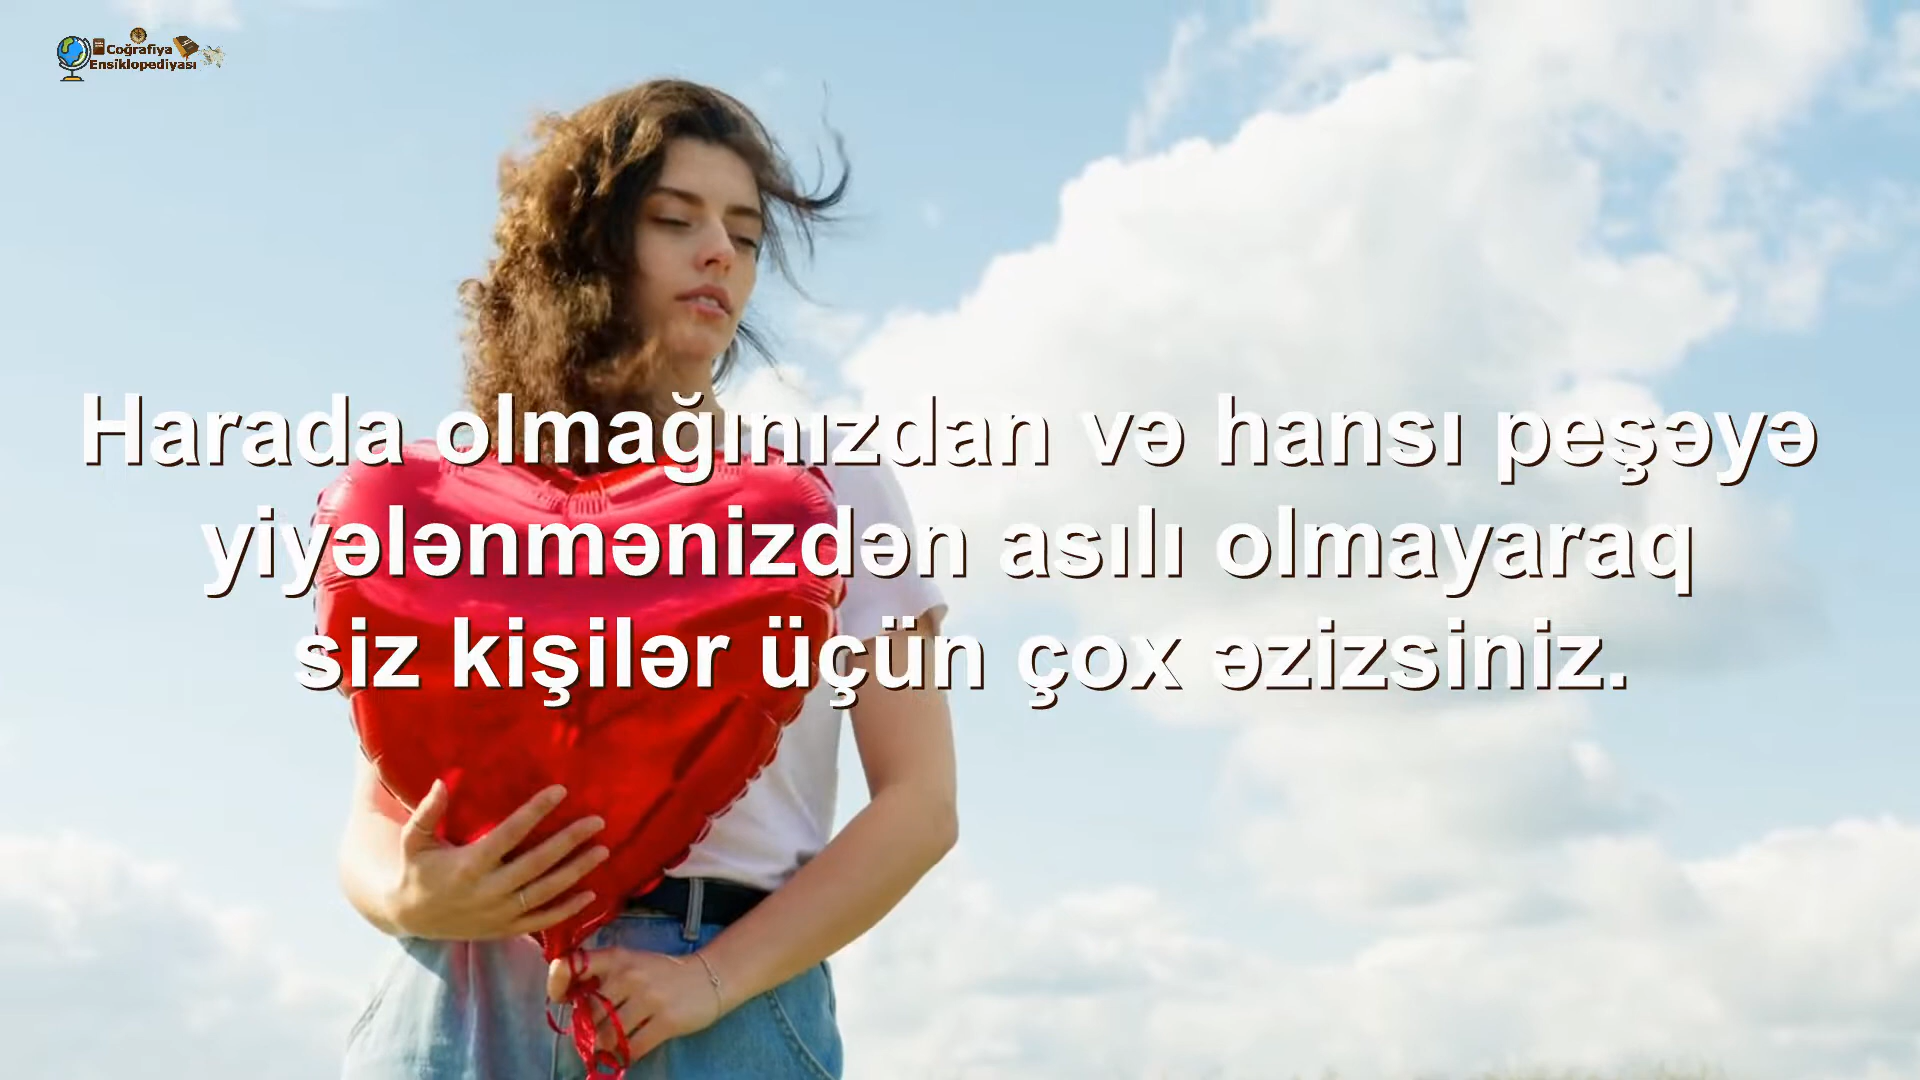 Coğrafiya
Ensiklopediyası
Harada olmağınızdan və hansı peşəyə
yiyələnmənizdən asılı olmayaraq
siz kişilər üçün çox əzizsiniz.